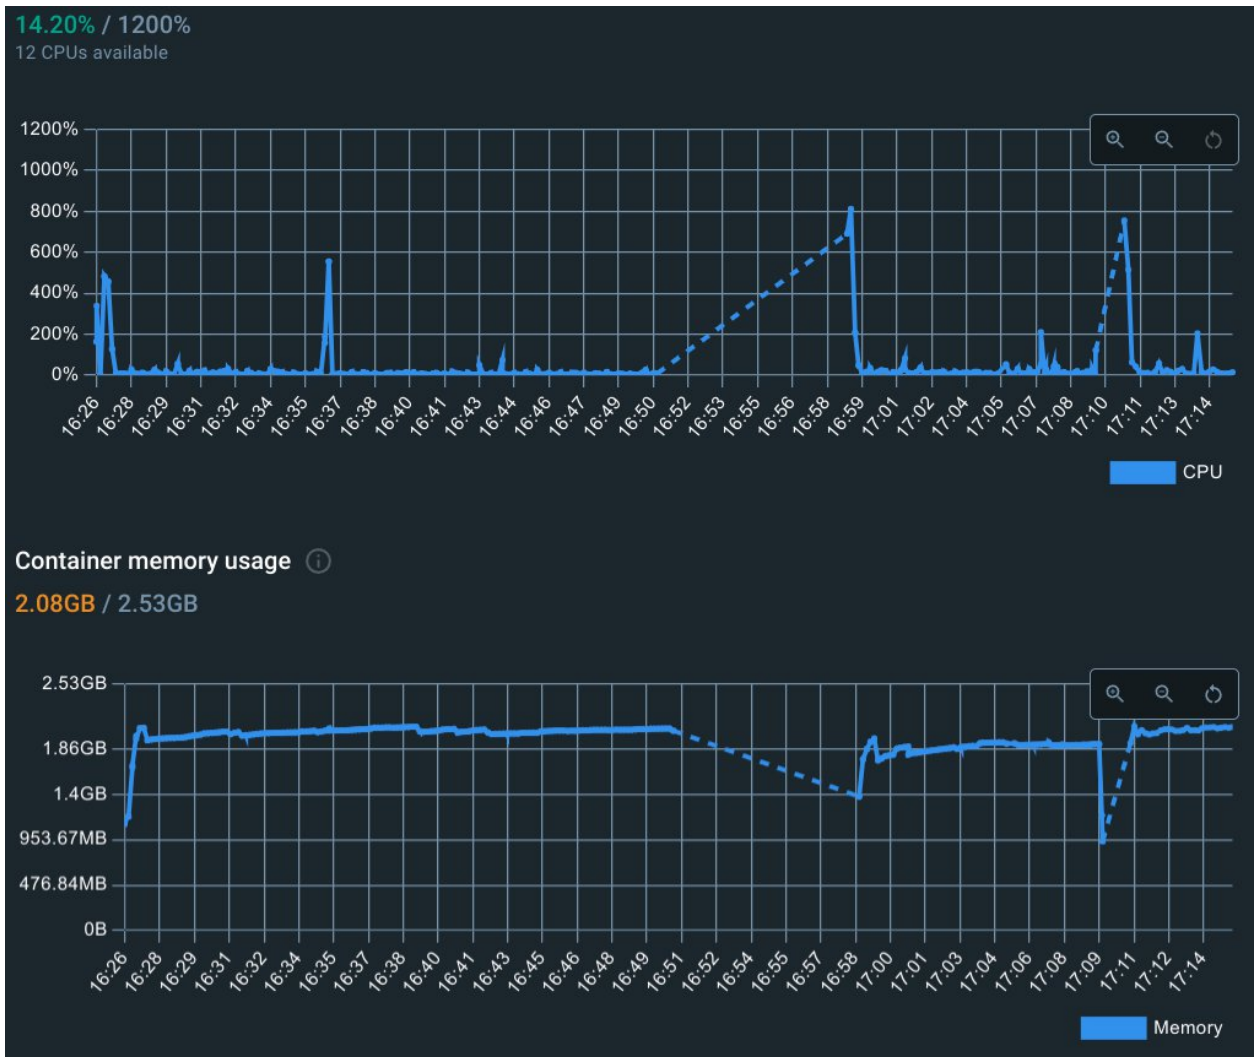 14.20% / 1200%
12 CPUs available
1200%
1000%
800%
600%
400%
200%
0%
16:26 16:28 16:29 16:31 16:32 16:34 16:35 16:37 16:38 16:40 16:41 16:43 16:44 16:46 16:47 16:49 16:50 16:52 16:53 16:55 16:56 16:58 16:59 17:01 17:02 17:04 17:05 17:07 17:08 17:10 17:11 17:13 17:14
CPU
Container memory usage
2.08GB / 2.53GB
2.53GB
1.86GB
1.4GB
953.67MB
476.84MB
0B
16:26 16:28 16:29 16:31 16:32 16:34 16:35 16:37 16:38 16:40 16:41 16:43 16:45 16:46 16:48 16:49 16:51 16:52 16:54 16:55 16:57 16:58 17:00 17:01 17:03 17:04 17:06 17:08 17:09 17:11 17:12 17:14
Memory